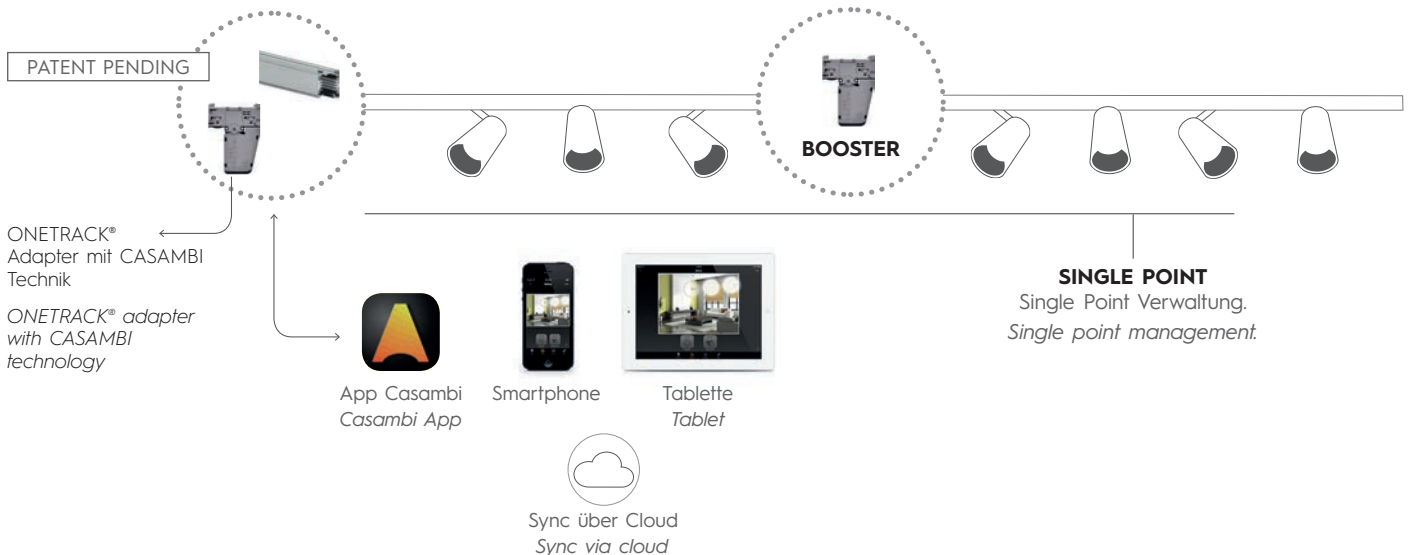 PATENT PENDING
BOOSTER
ONETRACK®
Adapter mit CASAMBI
Technik
ONETRACK® adapter
with CASAMBI
technology
SINGLE POINT
Single Point Verwaltung.
Single point management.
App Casambi
Casambi App
Smartphone
Tablette
Tablet
Sync über Cloud
Sync via cloud